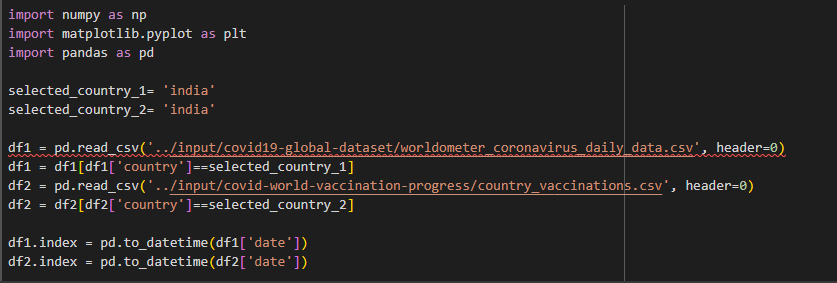 import numpy as np
import matplotlib.pyplot as plt
import pandas as pd
selected_country_1= 'india'
selected_country_2= 'india'
df1 = pd.read_csv('../input/covid19-global-dataset/worldometer_coronavirus_daily_data.csv', header=0)
df1 = df1[df1['country']==selected_country_1]
df2 = pd.read_csv('../input/covid-world-vaccination-progress/country_vaccinations.csv', header=0)
df2 = df2[df2['country']==selected_country_2]
df1.index = pd.to_datetime(df1['date'])
df2.index = pd.to_datetime(df2['date'])